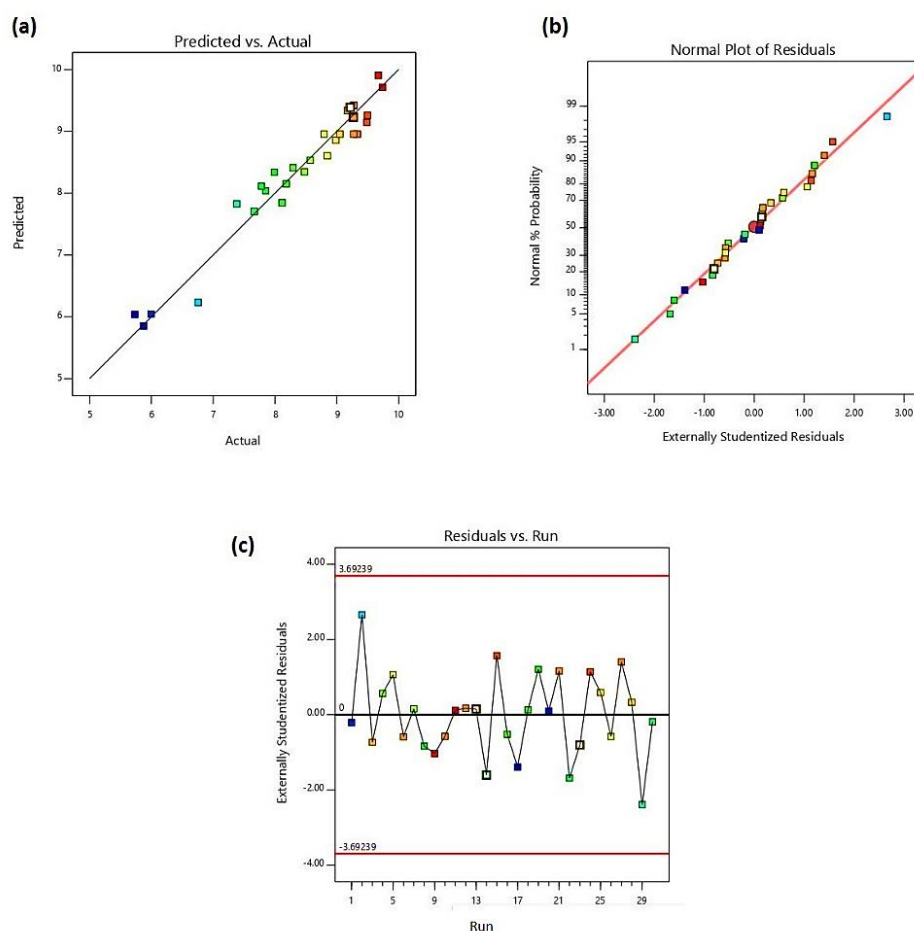 (a)
Predicted vs. Actual
10
9
8
7
6
5
Predicted
5 6 7 8 9 10
Actual
(b)
Normal Plot of Residuals
99
95
90
80
70
50
30
20
10
5
1
Normal % Probability
-3.00 -2.00 -1.00 0.00 1.00 2.00 3.00
Externally Studentized Residuals
(c)
Residuals vs. Run
4.00
3.69239
2.00
0
0.00
-2.00
-3.69239
-4.00
Externally Studentized Residuals
1 5 9 13 17 21 25 29
Run